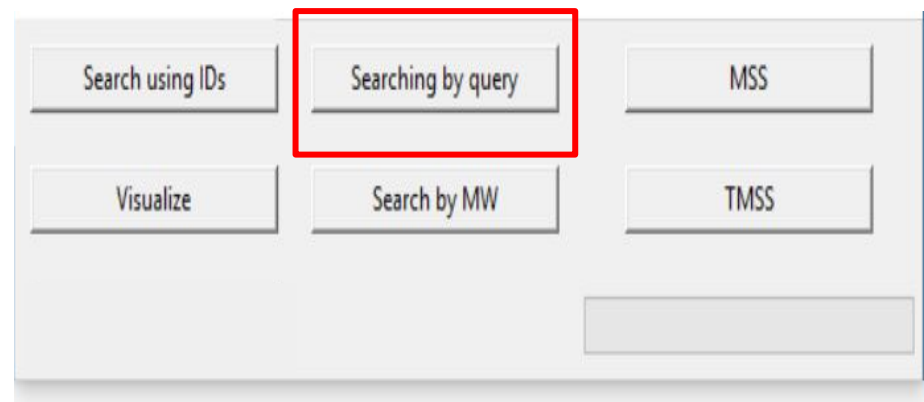 Search using IDs
Searching by query
MSS
Visualize
Search by MW
TMSS